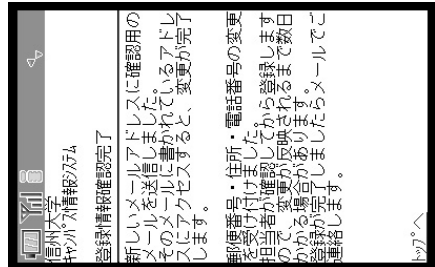 信州大学
ｷｬﾝﾊﾟｽ情報ｼｽﾃﾑ
登録情報確認完了
新しいメールアドレスに確認用の
メールを送信しました。
そのメールに書かれているアドレ
スにアクセスすると、変更が完了
します。
郵便番号・住所・電話番号の変更
を受け付けました。
担当者が確認してから登録します
ので、変更が反映されるまで数日
かかる場合があります。
登録が完了しましたらメールでご
連絡します。
ﾄｯﾌﾟへ